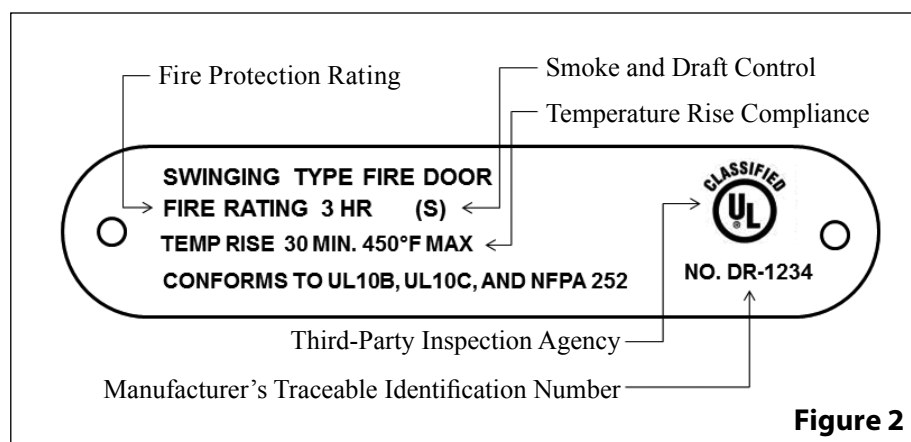 Fire Protection Rating
Smoke and Draft Control
Temperature Rise Compliance
SWINGING TYPE FIRE DOOR
FIRE RATING 3 HR (S)
TEMP RISE 30 MIN. 450°F MAX
CONFORMS TO UL10B, UL10C, AND NFPA 252
CLASSIFIED
UL
®
NO. DR-1234
Third-Party Inspection Agency
Manufacturer's Traceable Identification Number
Figure 2